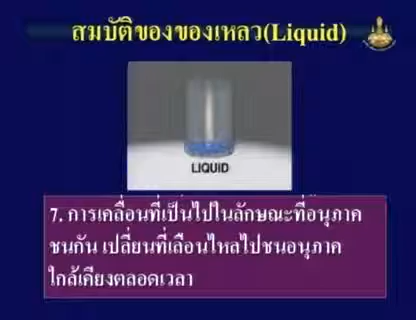 สมบัติของของเหลว(Liquid)
LIQUID
7. การเคลื่อนที่เป็นไปในลักษณะที่อนุภาค
ชนกัน เปลี่ยนที่เลือนไหลไปชนอนุภาค
ใกล้เคียงตลอดเวลา